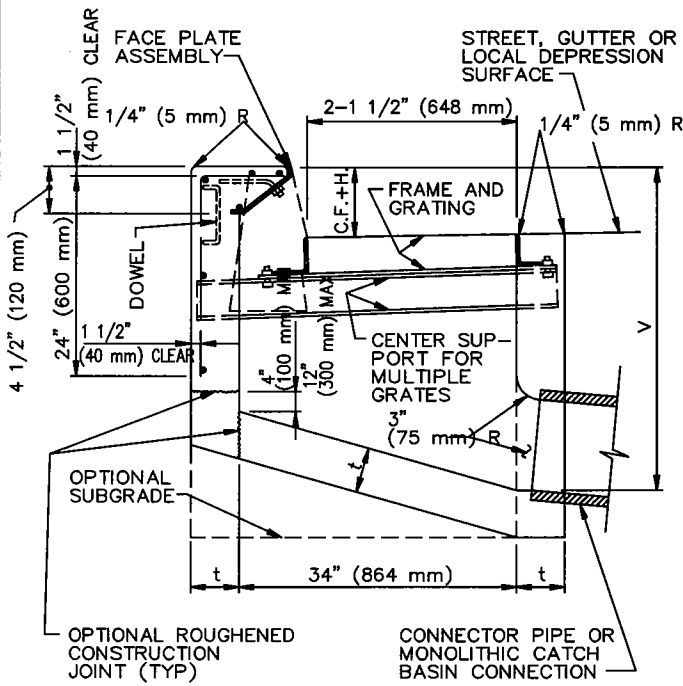 FACE PLATE
ASSEMBLY
STREET, GUTTER OR
LOCAL DEPRESSION
SURFACE
1 1/2"
(40 mm) CLEAR
1/4" (5 mm) R
2-1 1/2" (648 mm)
1/4" (5 mm) R
C.F.+H.
FRAME AND
GRATING
4 1/2" (120 mm)
24" (600 mm)
DOWEL
1 1/2"
(40 mm) CLEAR
4"
(100 mm) MIN
12"
(300 mm) MAX
CENTER SUP-
PORT FOR
MULTIPLE
GRATES
V
3"
(75 mm) R
t
t
OPTIONAL
SUBGRADE
t
34" (864 mm)
t
OPTIONAL ROUGHENED
CONSTRUCTION
JOINT (TYP)
CONNECTOR PIPE OR
MONOLITHIC CATCH
BASIN CONNECTION